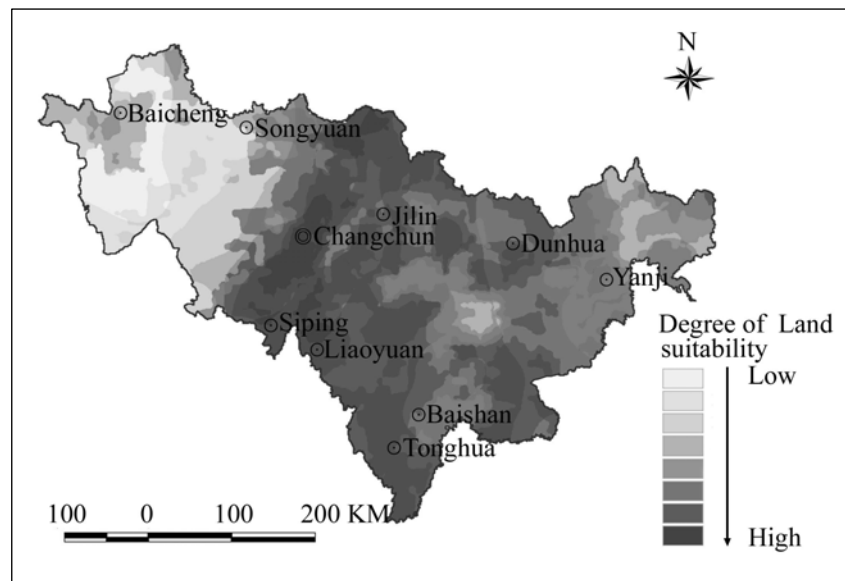 N
Baicheng
Songyuan
Jilin
Changchun
Dunhua
Yanji
Siping
Liaoyuan
Baishan
Tonghua
Degree of Land
suitability
Low
High
100 0 100 200 KM